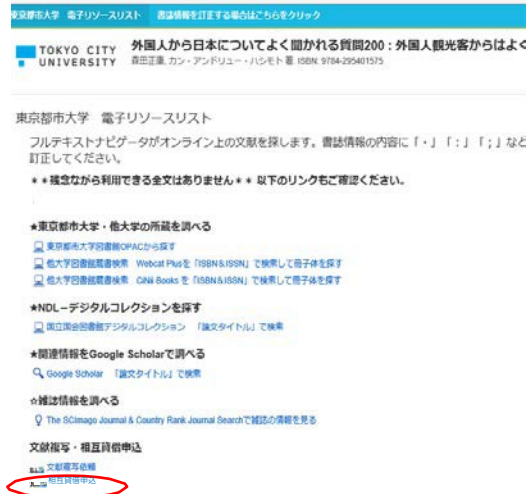 東京都市大学 電子リソースリスト 書誌情報を訂正する場合はこちらをクリック
TOKYO CITY UNIVERSITY
外国人から日本についてよく聞かれる質問200：外国人観光客からはよく
森田正康, カン・アンドリュー・ハシモト 著. ISBN: 9784-295401575
東京都市大学 電子リソースリスト
フルテキストナビゲータがオンライン上の文献を探します。書誌情報の内容に「・」「：」「；」など
訂正してください。
＊＊残念ながら利用できる全文はありません＊＊ 以下のリンクもご確認ください。
★東京都市大学・他大学の所蔵を調べる
東京都市大学図書館OPACから探す
他大学図書館蔵書検索 Webcat Plusを「ISBN&ISSN」で検索して冊子体を探す
他大学図書館蔵書検索 CiNii Booksを「ISBN&ISSN」で検索して冊子体を探す
★NDL－デジタルコレクションを探す
国立国会図書館デジタルコレクション 「論文タイトル」で検索
★関連情報をGoogle Scholarで調べる
Google Scholar 「論文タイトル」で検索
☆雑誌情報を調べる
The SCImago Journal & Country Rank Journal Searchで雑誌の情報を見る
文献複写・相互貸借申込
文献複写依頼
相互貸借申込